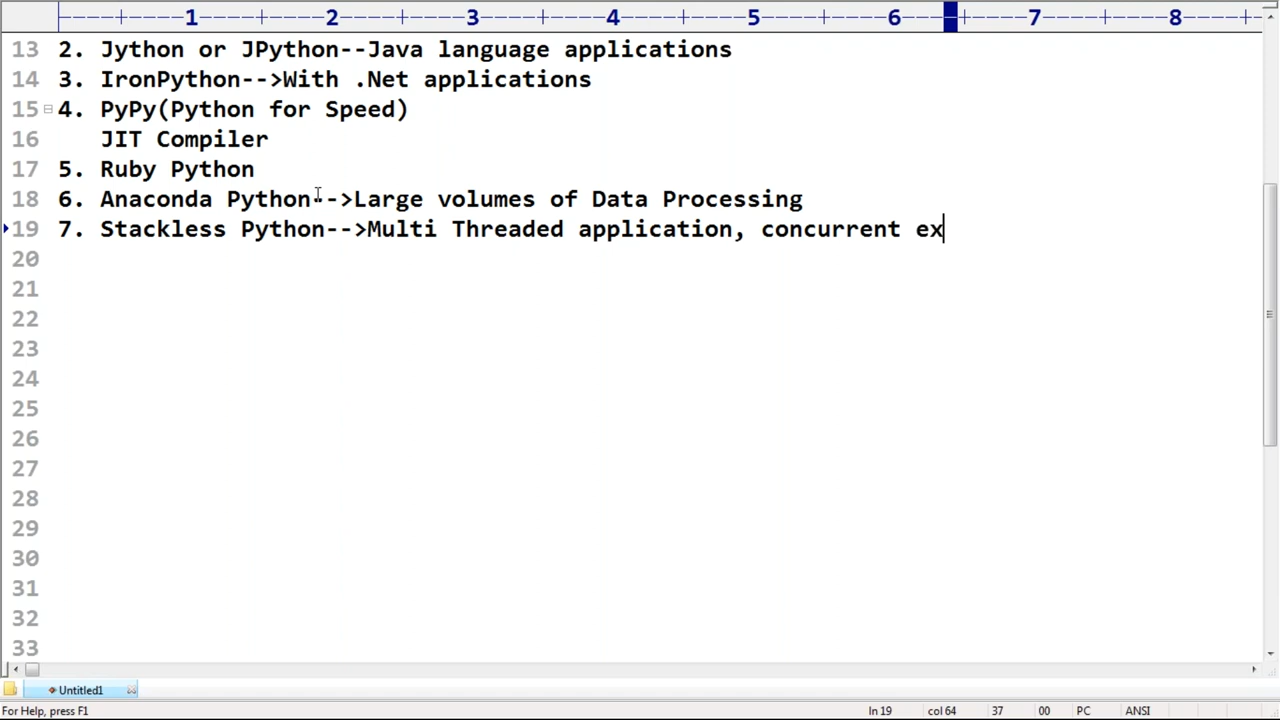 1 2 3 4 5 6 7 8
13 2. Jython or JPython--Java language applications
14 3. IronPython-->With .Net applications
15 4. PyPy(Python for Speed)
16 JIT Compiler
17 5. Ruby Python
18 6. Anaconda Python-->Large volumes of Data Processing
19 7. Stackless Python-->Multi Threaded application, concurrent ex
20
21
22
23
24
25
26
27
28
29
30
31
32
33
Untitled1
For Help, press F1 ln 19 col 64 37 00 PC ANSI